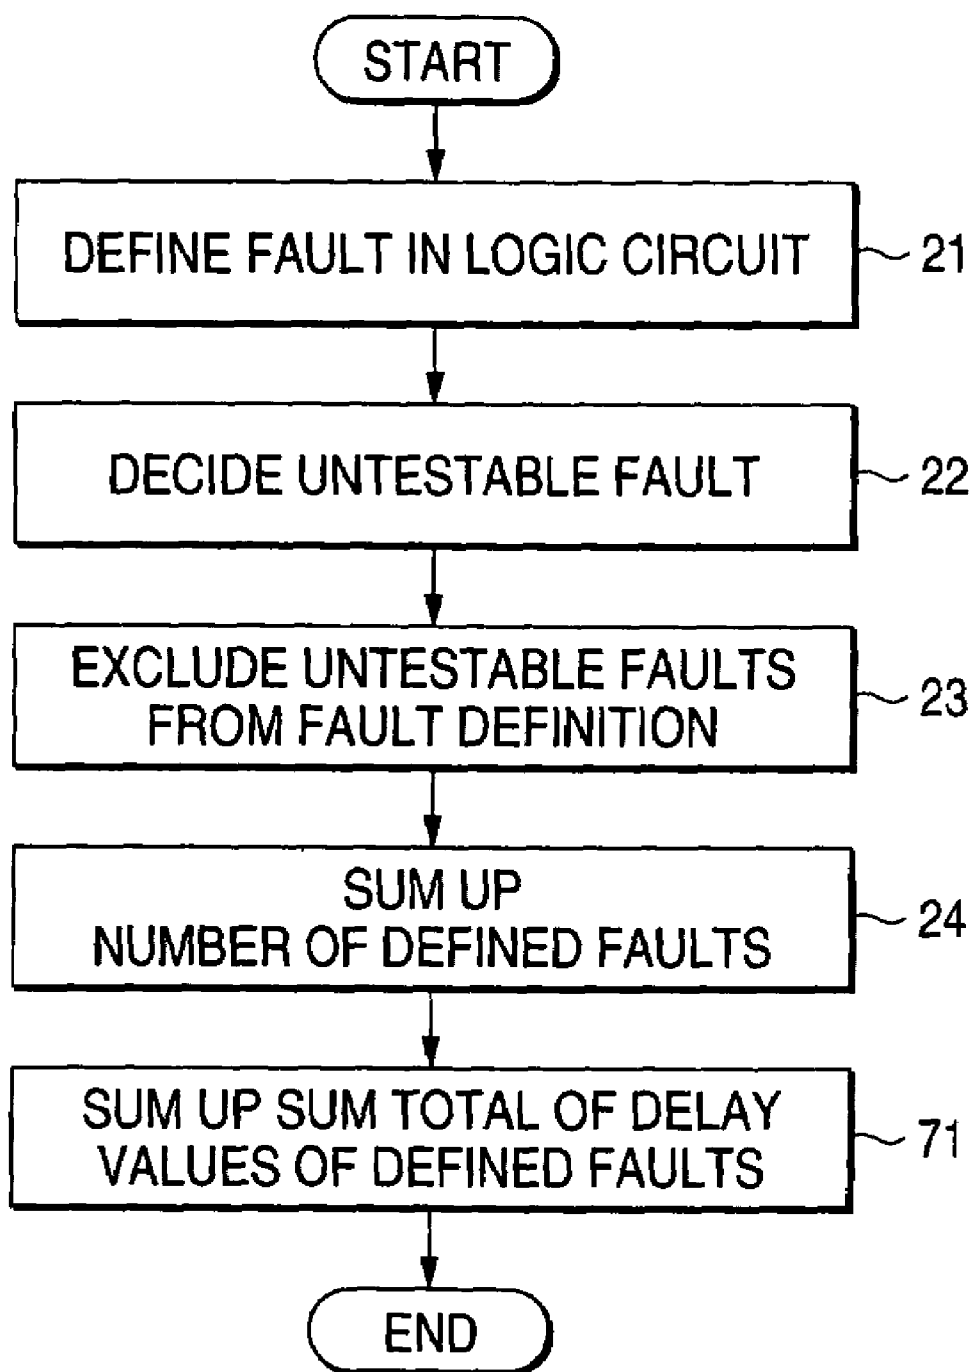 START
DEFINE FAULT IN LOGIC CIRCUIT
21
DECIDE UNTESTABLE FAULT
22
EXCLUDE UNTESTABLE FAULTS
FROM FAULT DEFINITION
23
SUM UP
NUMBER OF DEFINED FAULTS
24
SUM UP SUM TOTAL OF DELAY
VALUES OF DEFINED FAULTS
71
END